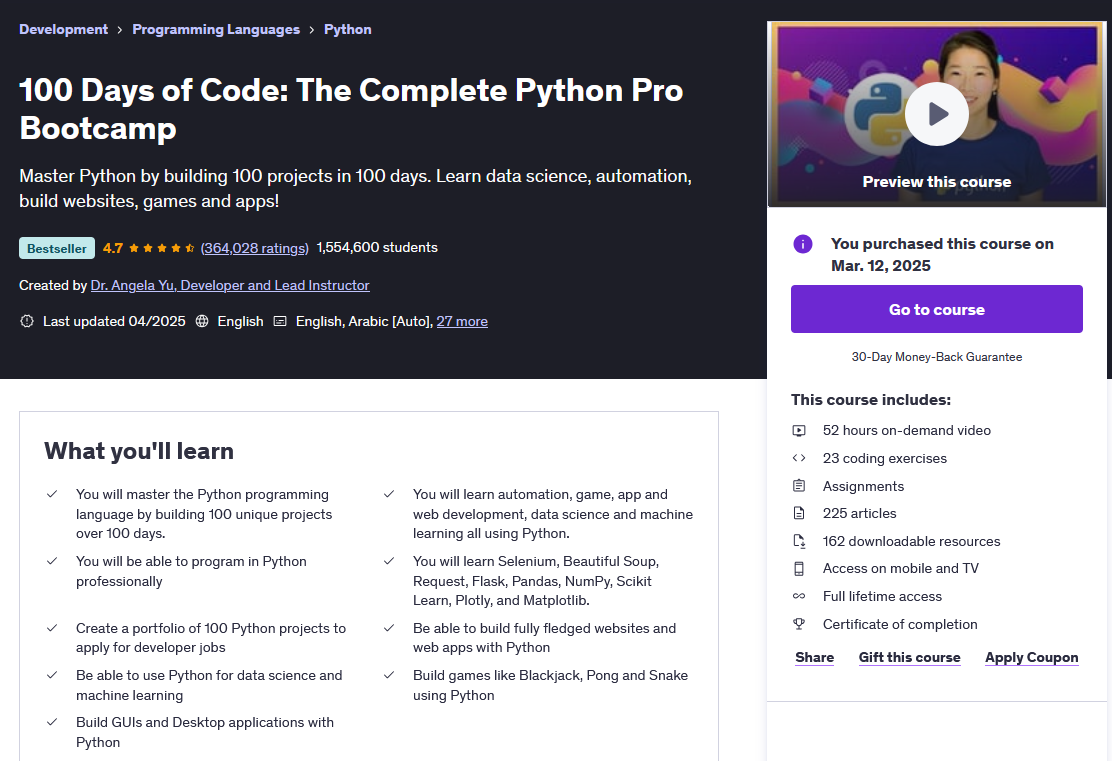 Development > Programming Languages > Python
100 Days of Code: The Complete Python Pro
Bootcamp
Master Python by building 100 projects in 100 days. Learn data science, automation,
build websites, games and apps!
Bestseller 4.7 (364,028 ratings) 1,554,600 students
Created by Dr. Angela Yu, Developer and Lead Instructor
Last updated 04/2025 English English, Arabic [Auto], 27 more
What you'll learn
You will master the Python programming
language by building 100 unique projects
over 100 days.
You will learn automation, game, app and
web development, data science and machine
learning all using Python.
You will be able to program in Python
professionally
You will learn Selenium, Beautiful Soup,
Request, Flask, Pandas, NumPy, Scikit
Learn, Plotly, and Matplotlib.
Create a portfolio of 100 Python projects to
apply for developer jobs
Be able to build fully fledged websites and
web apps with Python
Be able to use Python for data science and
machine learning
Build games like Blackjack, Pong and Snake
using Python
Build GUIs and Desktop applications with
Python
Preview this course
You purchased this course on
Mar. 12, 2025
Go to course
30-Day Money-Back Guarantee
This course includes:
52 hours on-demand video
23 coding exercises
Assignments
225 articles
162 downloadable resources
Access on mobile and TV
Full lifetime access
Certificate of completion
Share Gift this course Apply Coupon